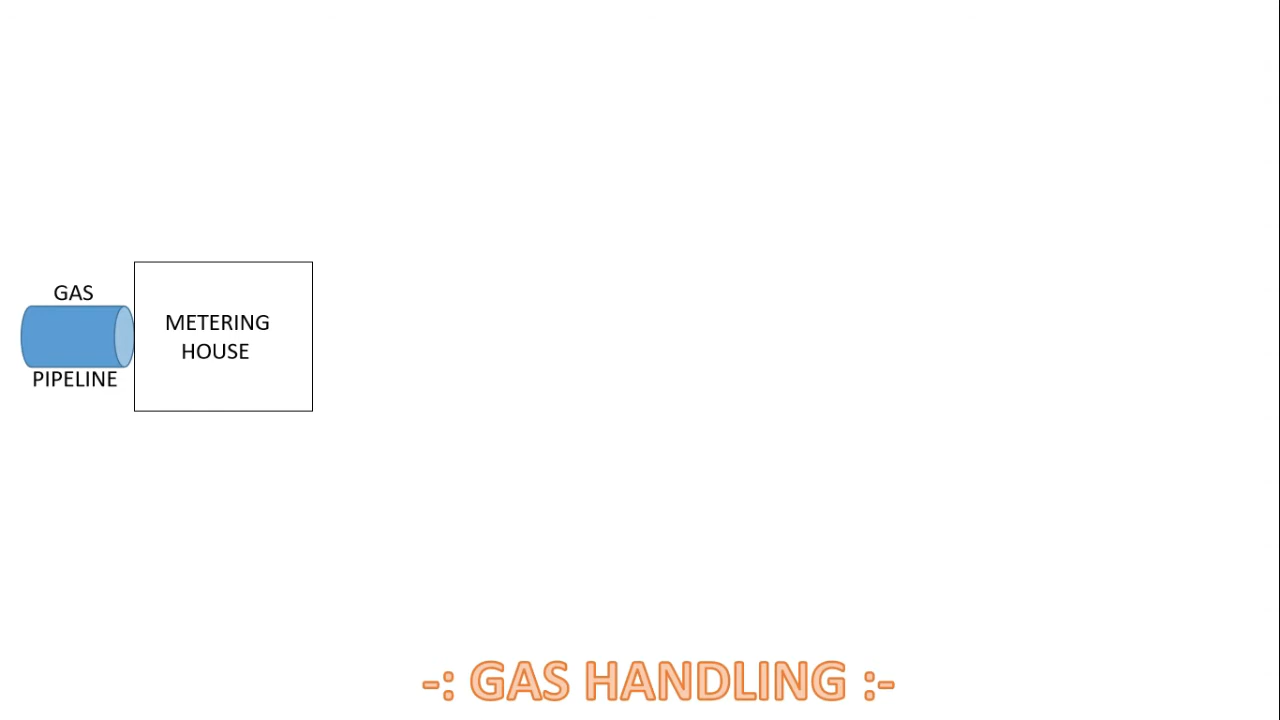 GAS
PIPELINE
METERING
HOUSE
-: GAS HANDLING :-